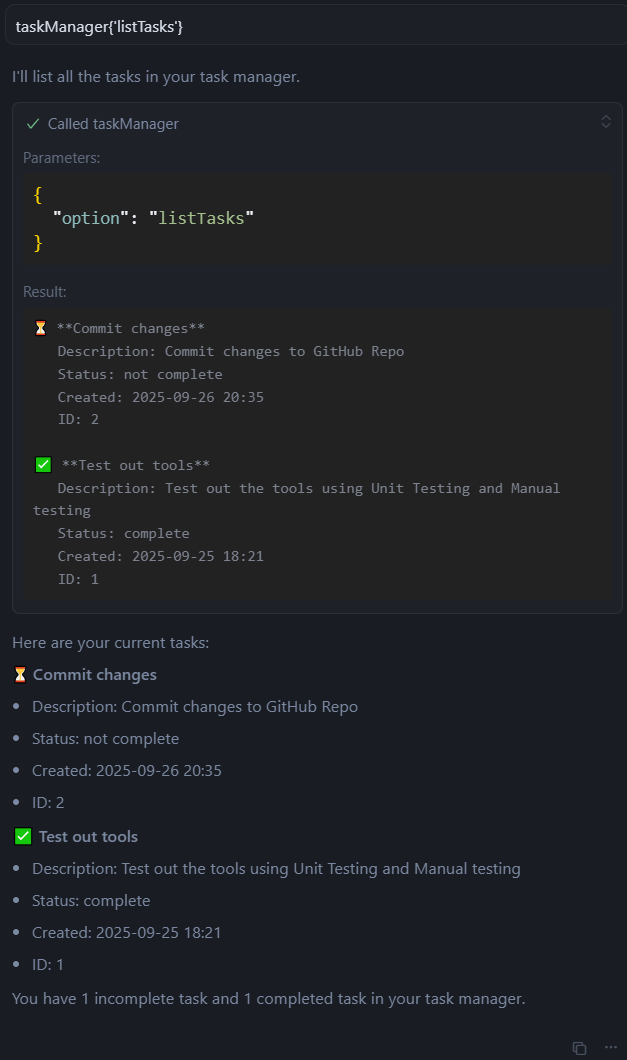 taskManager{'listTasks'}
I'll list all the tasks in your task manager.
✓ Called taskManager
Parameters:
{
"option": "listTasks"
}
Result:
⏳ **Commit changes**
Description: Commit changes to GitHub Repo
Status: not complete
Created: 2025-09-26 20:35
ID: 2
✅ **Test out tools**
Description: Test out the tools using Unit Testing and Manual
testing
Status: complete
Created: 2025-09-25 18:21
ID: 1
Here are your current tasks:
⏳ Commit changes
• Description: Commit changes to GitHub Repo
• Status: not complete
• Created: 2025-09-26 20:35
• ID: 2
✅ Test out tools
• Description: Test out the tools using Unit Testing and Manual testing
• Status: complete
• Created: 2025-09-25 18:21
• ID: 1
You have 1 incomplete task and 1 completed task in your task manager.